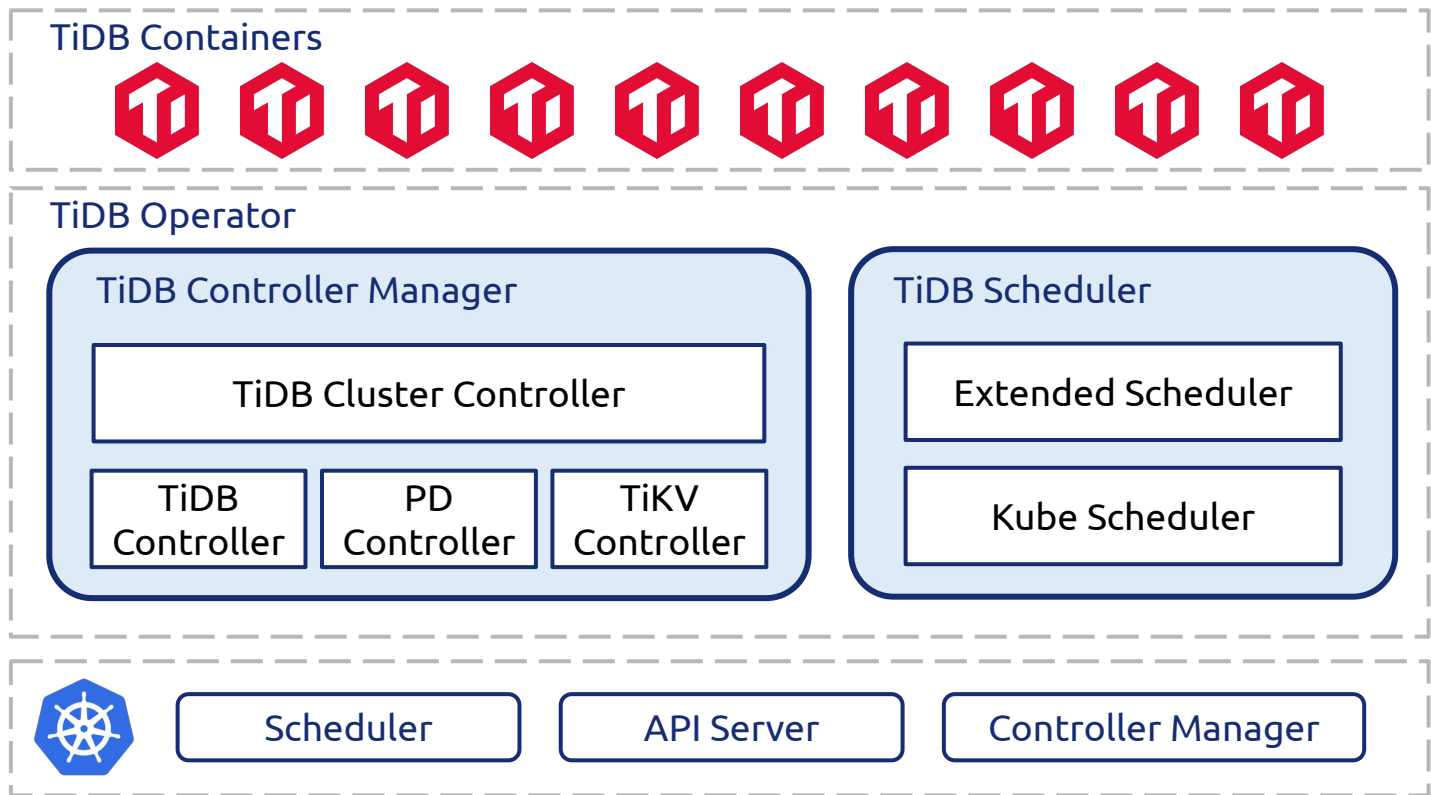 TiDB Containers
TiDB Operator
TiDB Controller Manager
TiDB Cluster Controller
TiDB
Controller
PD
Controller
TiKV
Controller
TiDB Scheduler
Extended Scheduler
Kube Scheduler
Scheduler
API Server
Controller Manager